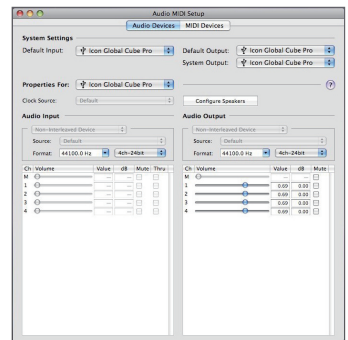 Audio MIDI Setup
Audio Devices MIDI Devices
System Settings
Default Input: Icon Global Cube Pro Default Output: Icon Global Cube Pro
System Output: Icon Global Cube Pro
Properties For: Icon Global Cube Pro ?
Clock Source: Default Configure Speakers
Audio Input Audio Output
Non-Interleaved Device Non-Interleaved Device
Source: Default Source: Default
Format: 44100.0 Hz 4ch-24bit Format: 44100.0 Hz 4ch-24bit
Ch Volume Value dB Mute Thru Ch Volume Value dB Mute
M -- -- M -- --
1 -- -- 1 0.69 0.00
2 -- -- 2 0.69 0.00
3 -- -- 3 0.69 0.00
4 -- -- 4 0.69 0.00